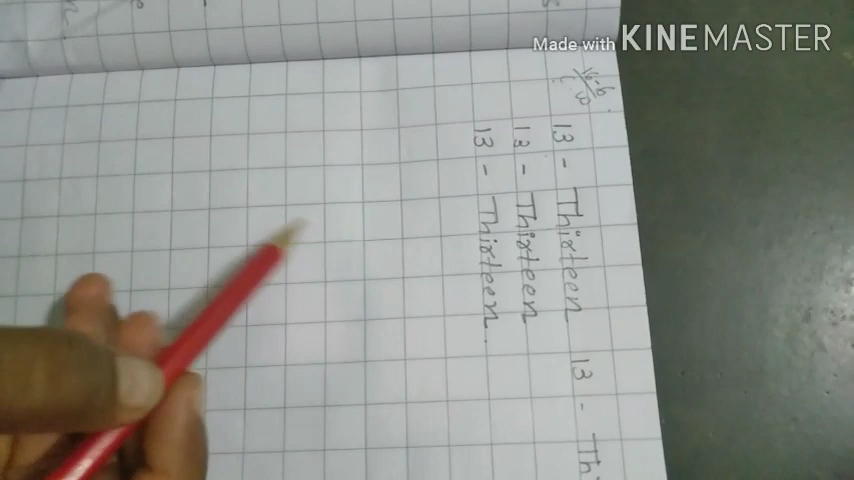 Made with KINEMASTER
13 - Thirteen 13 - Th
13 - Thirteen
13 - Thirteen.